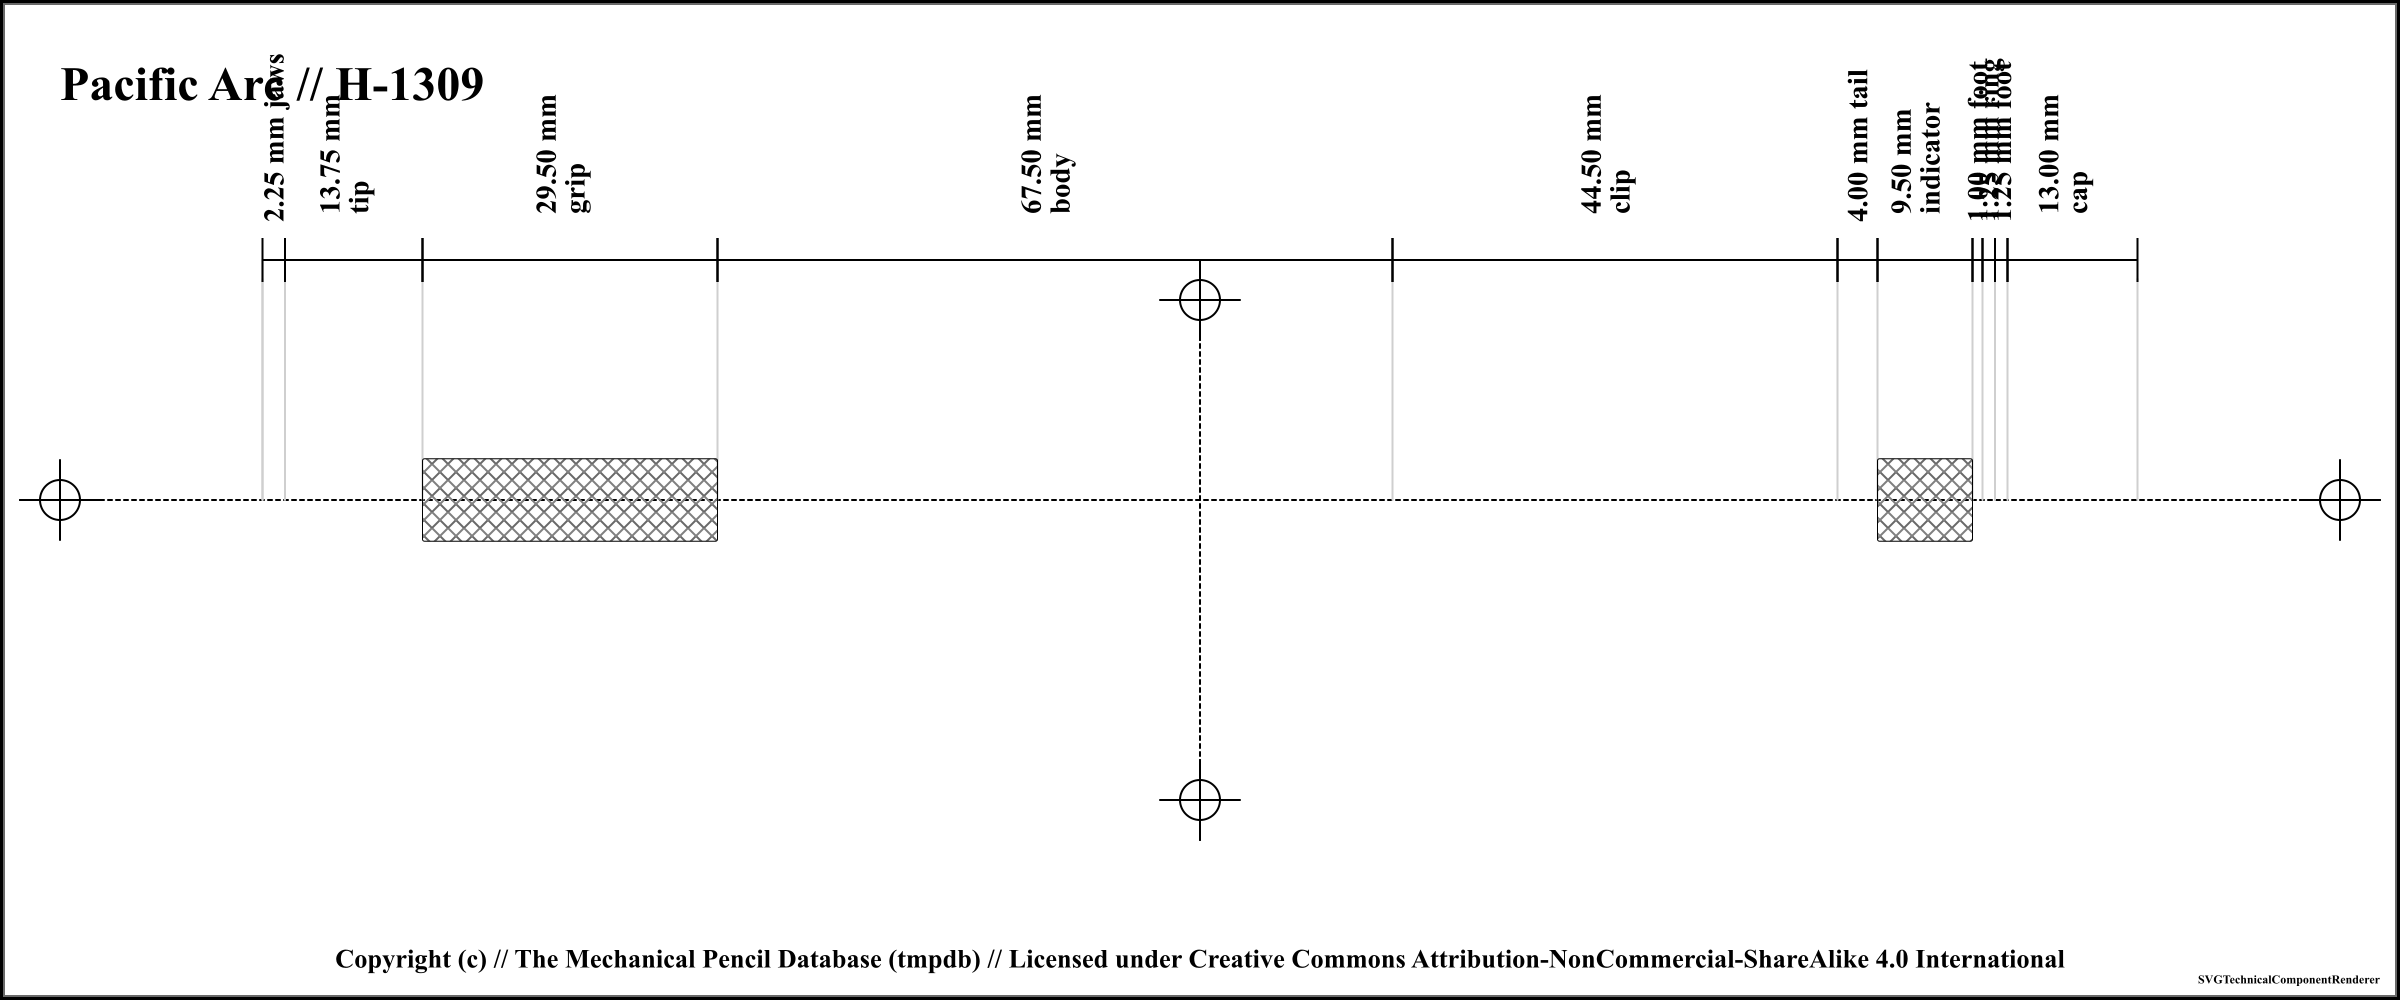 Pacific Arc // H-1309
2.25 mm jaws
13.75 mm
tip
29.50 mm
grip
67.50 mm
body
44.50 mm
clip
4.00 mm tail
9.50 mm
indicator
1.00 mm foot
1.25 mm ring
1.25 mm foot
13.00 mm
cap
Copyright (c) // The Mechanical Pencil Database (tmpdb) // Licensed under Creative Commons Attribution-NonCommercial-ShareAlike 4.0 International
SVGTechnicalComponentRenderer